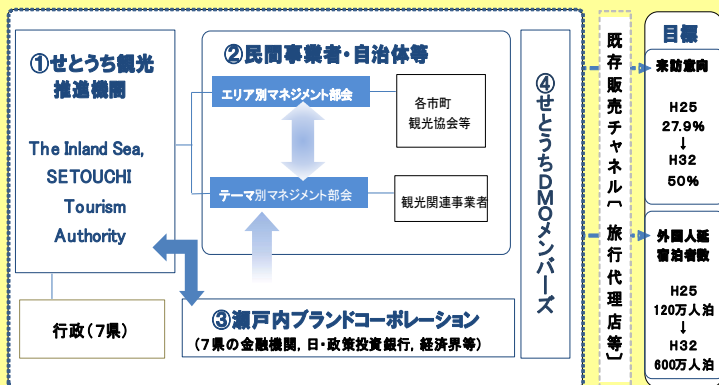 ①せとうち観光
推進機関
The Inland Sea,
SETOUCHI
Tourism
Authority
行政（7県）
②民間事業者・自治体等
エリア別マネジメント部会
各市町
観光協会等
テーマ別マネジメント部会
観光関連事業者
③瀬戸内ブランドコーポレーション
（7県の金融機関，日・政策投資銀行，経済界等）
④せとうちDMOメンバーズ
既存販売チャネル〔旅行代理店等〕
目標
来訪意向
H25
27.9%
↓
H32
50%
外国人延
宿泊者数
H25
120万人泊
↓
H32
600万人泊